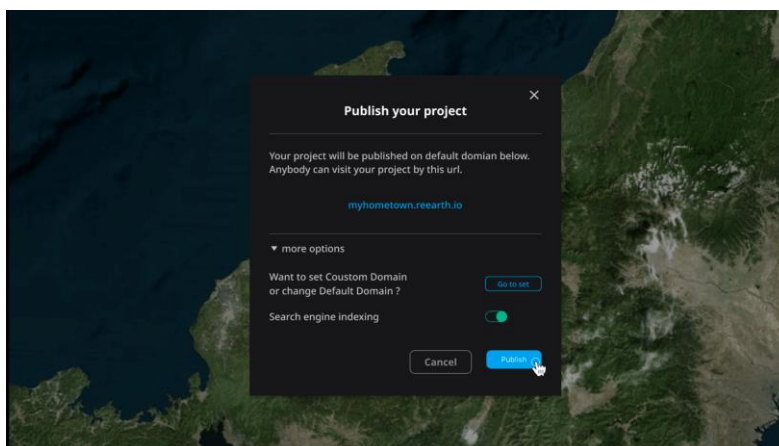 Publish your project
Your project will be published on default domian below.
Anybody can visit your project by this url.
myhometown.reearth.io
more options
Want to set Coustom Domain
or change Default Domain ?
Go to set
Search engine indexing
Cancel
Publish